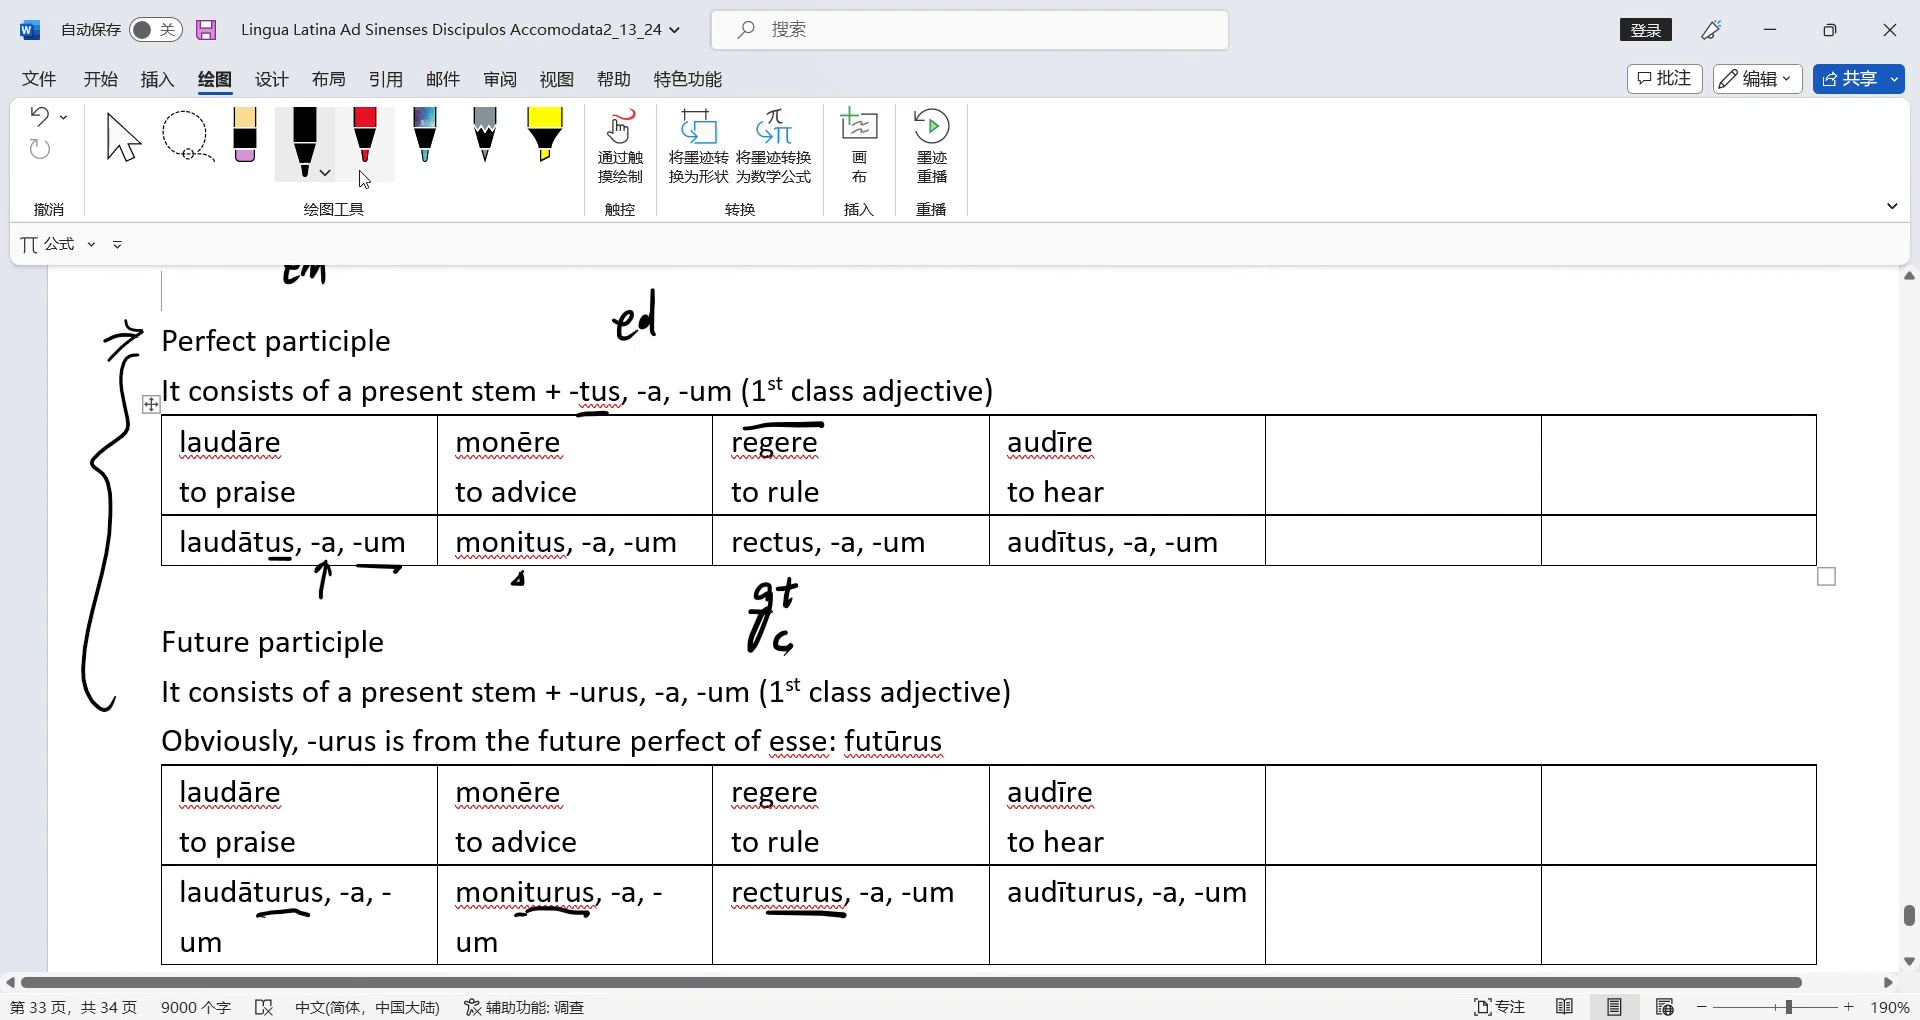 自动保存 关 Lingua Latina Ad Sinenses Discipulos Accomodata2_13_24 搜索 登录
文件 开始 插入 绘图 设计 布局 引用 邮件 审阅 视图 帮助 特色功能 批注 编辑 共享
通过触摸绘制 将墨迹转换为形状 将墨迹转换为数学公式 画布 墨迹重播
撤消 绘图工具 触控 转换 插入 重播
公式
em
ed
Perfect participle
It consists of a present stem + -tus, -a, -um (1st class adjective)
laudāre monēre regere audīre
to praise to advice to rule to hear
laudātus, -a, -um monitus, -a, -um rectus, -a, -um audītus, -a, -um
gt
c
Future participle
It consists of a present stem + -urus, -a, -um (1st class adjective)
Obviously, -urus is from the future perfect of esse: futūrus
laudāre monēre regere audīre
to praise to advice to rule to hear
laudāturus, -a, - moniturus, -a, - recturus, -a, -um audīturus, -a, -um
um um
第 33 页，共 34 页 9000 个字 中文(简体，中国大陆) 辅助功能: 调查 专注 190%